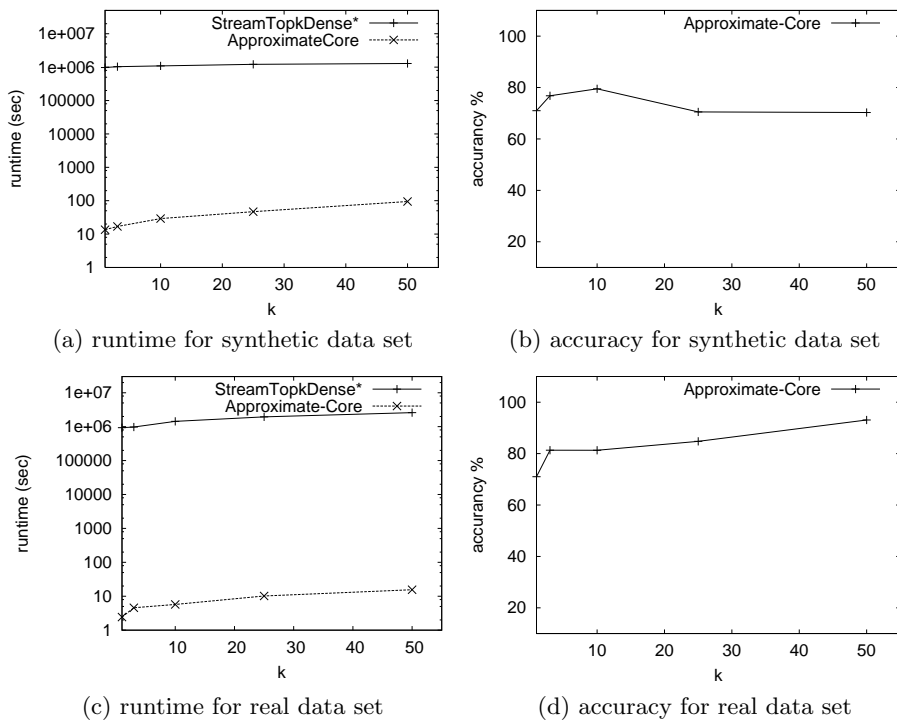 StreamTopkDense*
ApproximateCore
1e+007
1e+006
100000
10000
1000
100
10
1
runtime (sec)
10 20 30 40 50
k
(a) runtime for synthetic data set
Approximate-Core
100
80
60
40
20
accurancy %
10 20 30 40 50
k
(b) accuracy for synthetic data set
StreamTopkDense*
Approximate-Core
1e+07
1e+06
100000
10000
1000
100
10
1
runtime (sec)
10 20 30 40 50
k
(c) runtime for real data set
Approximate-Core
100
80
60
40
20
accurancy %
10 20 30 40 50
k
(d) accuracy for real data set